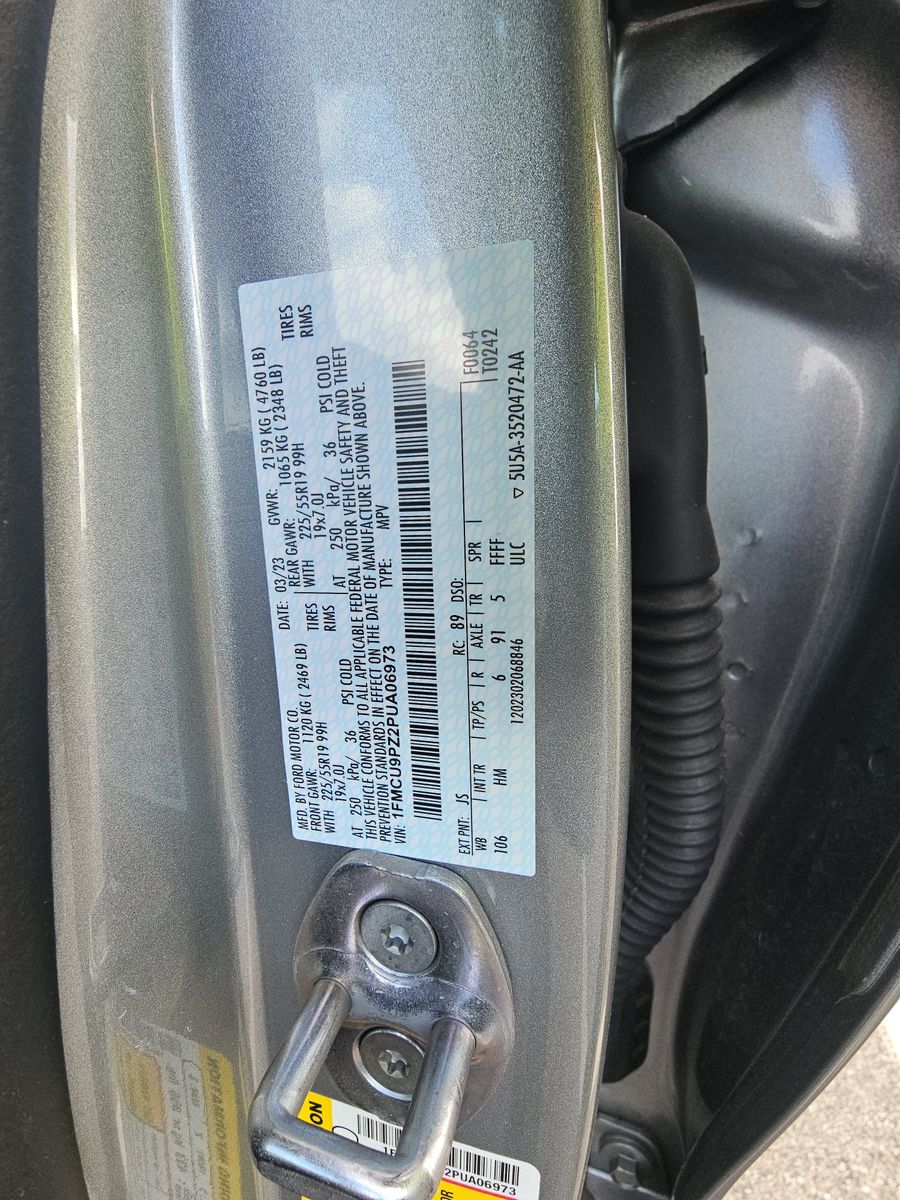 MFD. BY FORD MOTOR CO.
DATE: 03/23 GVWR: 2159 KG ( 4760 LB)
FRONT GAWR: 1120 KG ( 2469 LB) REAR GAWR: 1065 KG ( 2348 LB)
WITH 225/55R19 99H TIRES WITH 225/55R19 99H TIRES
19x7.0J RIMS 19x7.0J RIMS
AT 250 kPa/ 36 PSI COLD AT 250 kPa/ 36 PSI COLD
THIS VEHICLE CONFORMS TO ALL APPLICABLE FEDERAL MOTOR VEHICLE SAFETY AND THEFT
PREVENTION STANDARDS IN EFFECT ON THE DATE OF MANUFACTURE SHOWN ABOVE.
VIN: 1FMCU9PZ2PUA06973 TYPE: MPV
EXT PNT: JS RC: 89 DSO: F0064
WB INT TR TP/PS R AXLE TR SPR T0242
106 HM 6 91 5 FFFF
1202302068846 ULC ▽ 5U5A-3520472-AA
ON
2PUA06973
OR